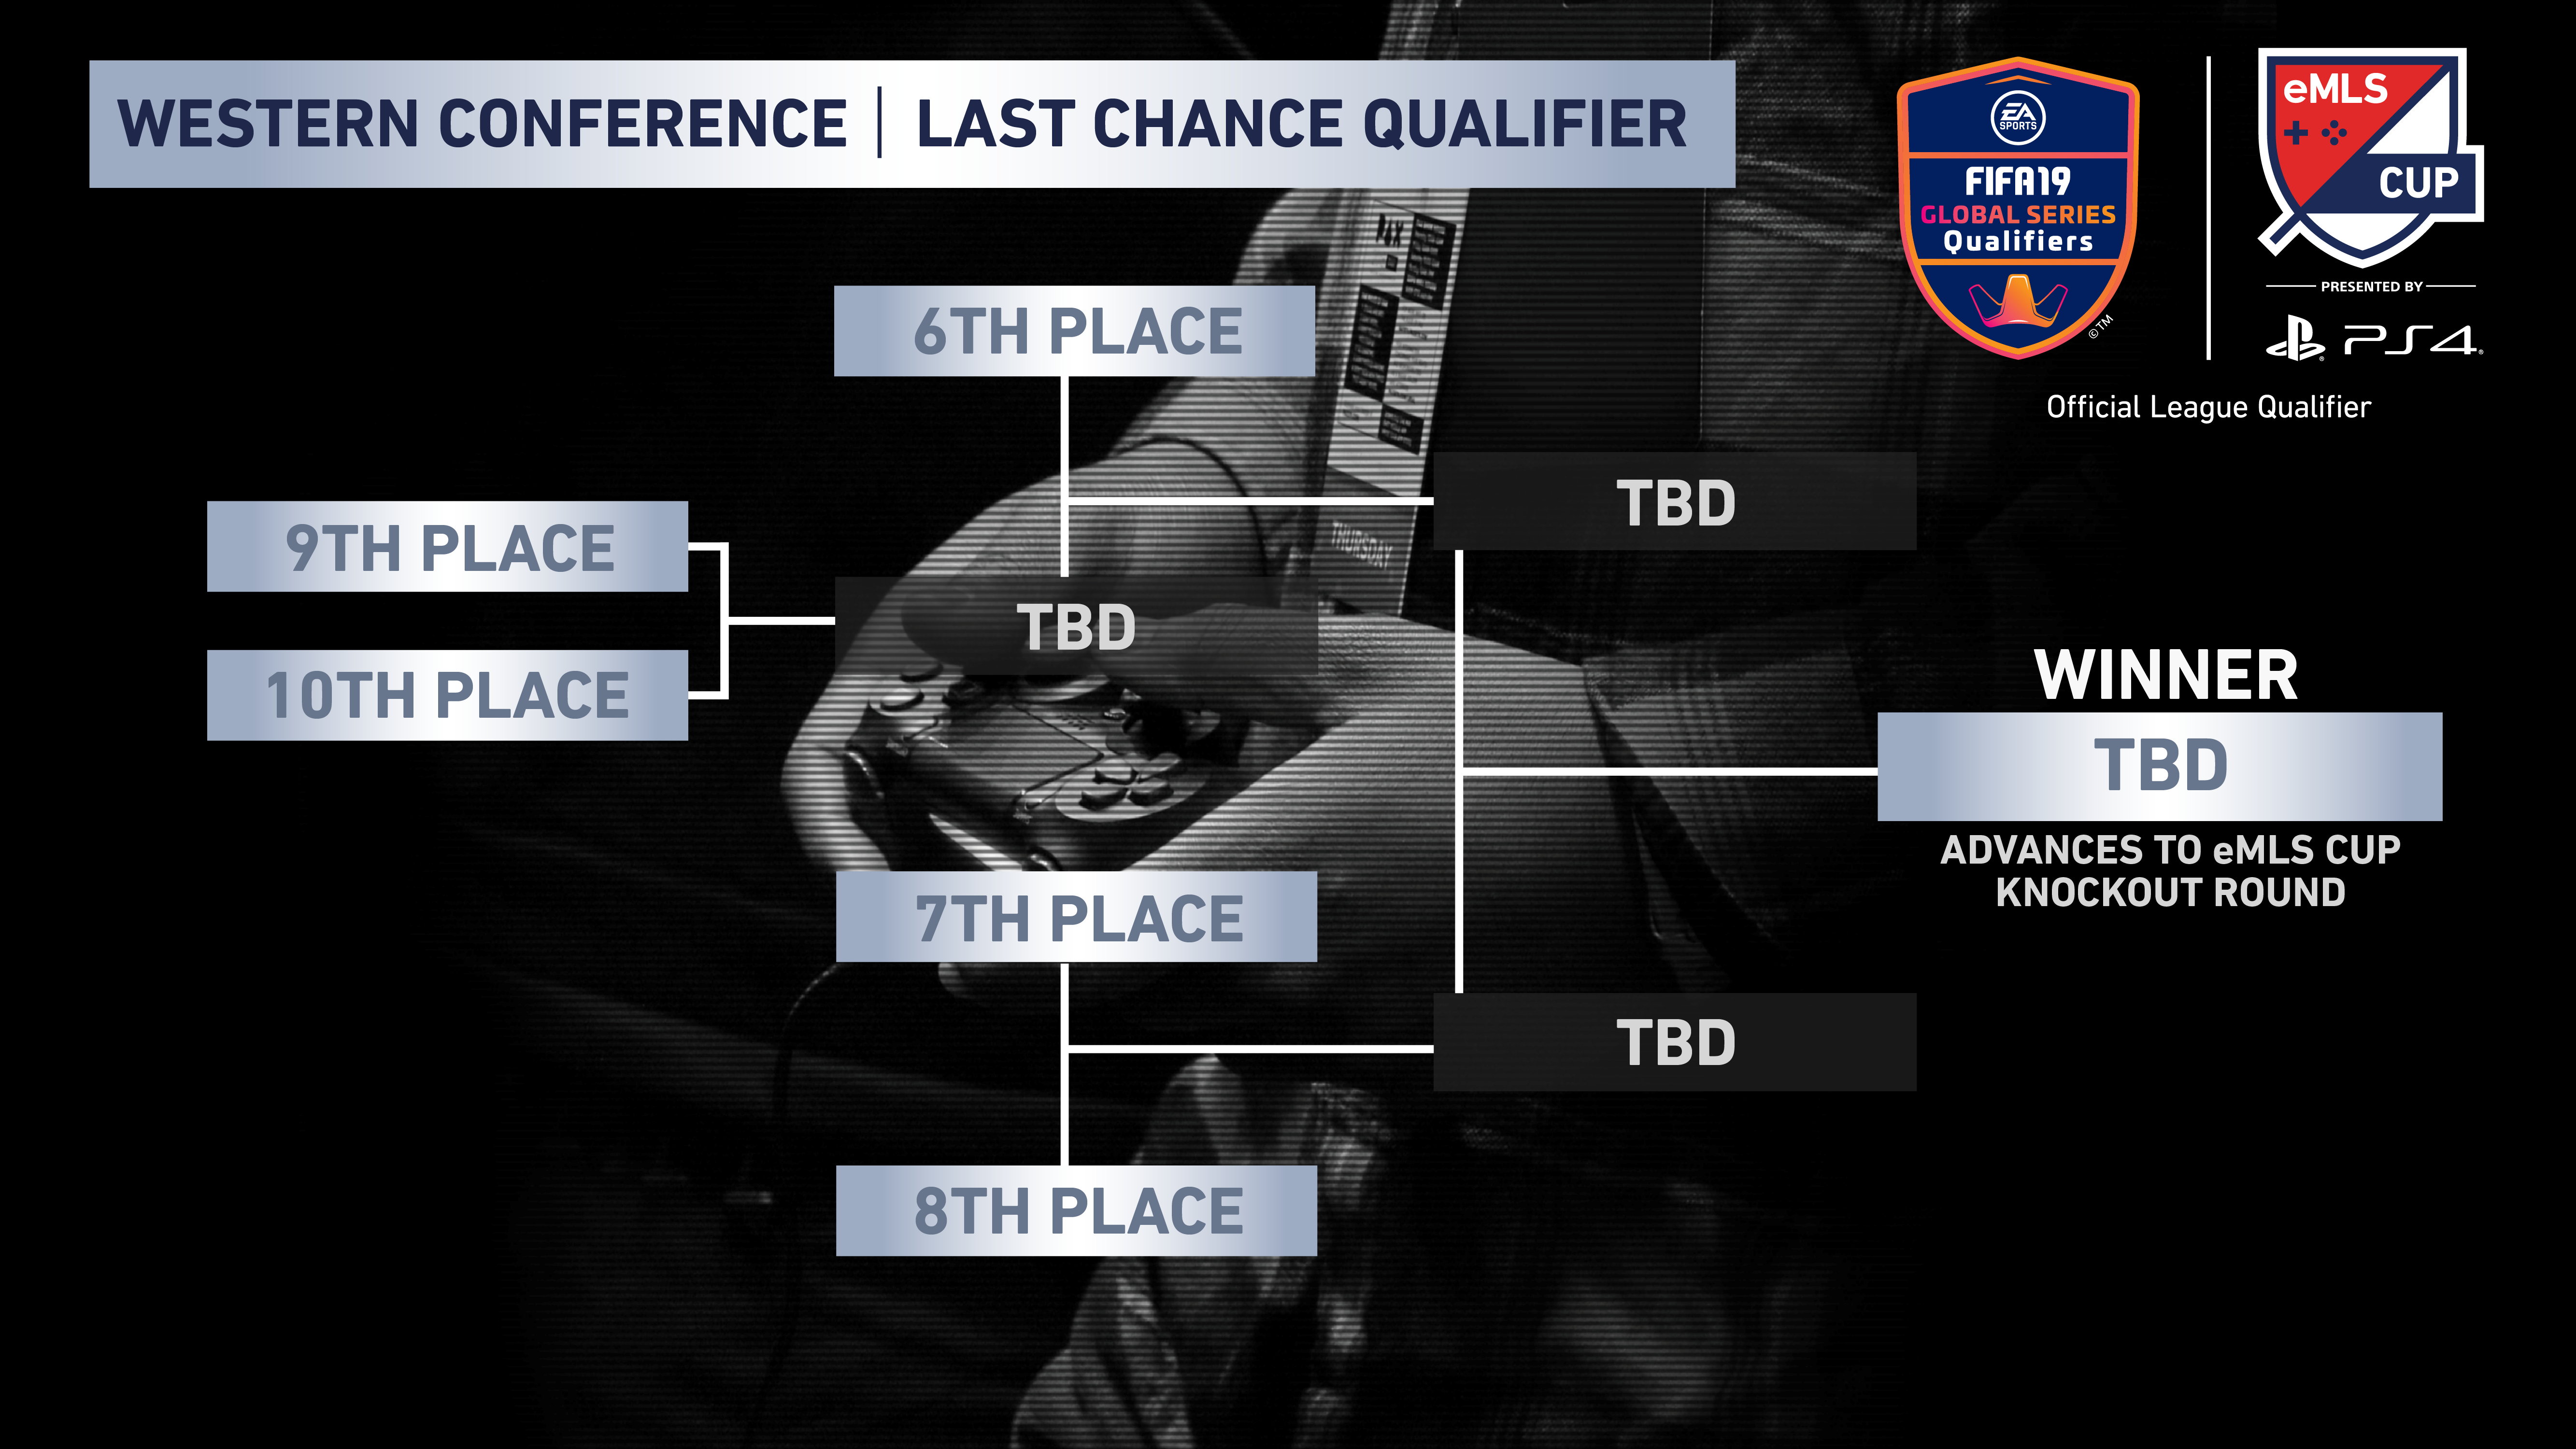 WESTERN CONFERENCE | LAST CHANCE QUALIFIER
EA
SPORTS
FIFA19
GLOBAL SERIES
Qualifiers
©TM
eMLS
CUP
PRESENTED BY
PS4
Official League Qualifier
6TH PLACE
TBD
9TH PLACE
10TH PLACE
TBD
THURSDAY
WINNER
TBD
ADVANCES TO eMLS CUP
KNOCKOUT ROUND
7TH PLACE
TBD
8TH PLACE